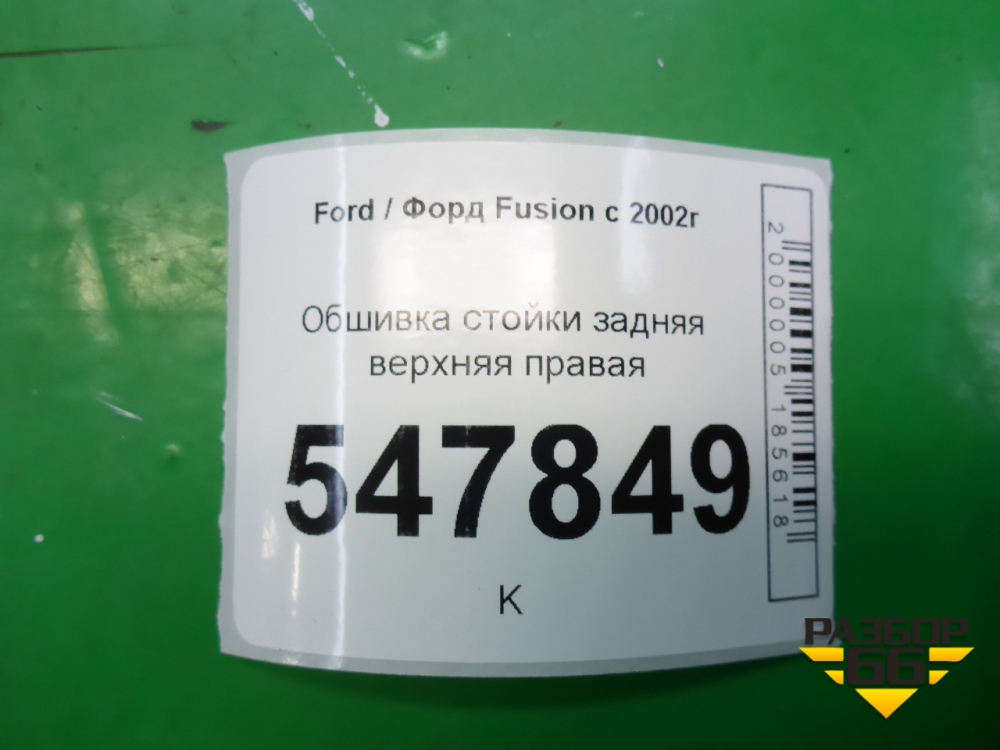 Ford / Форд Fusion с 2002г
Обшивка стойки задняя
верхняя правая
547849
К
2000005185618
РАЗБОР
66